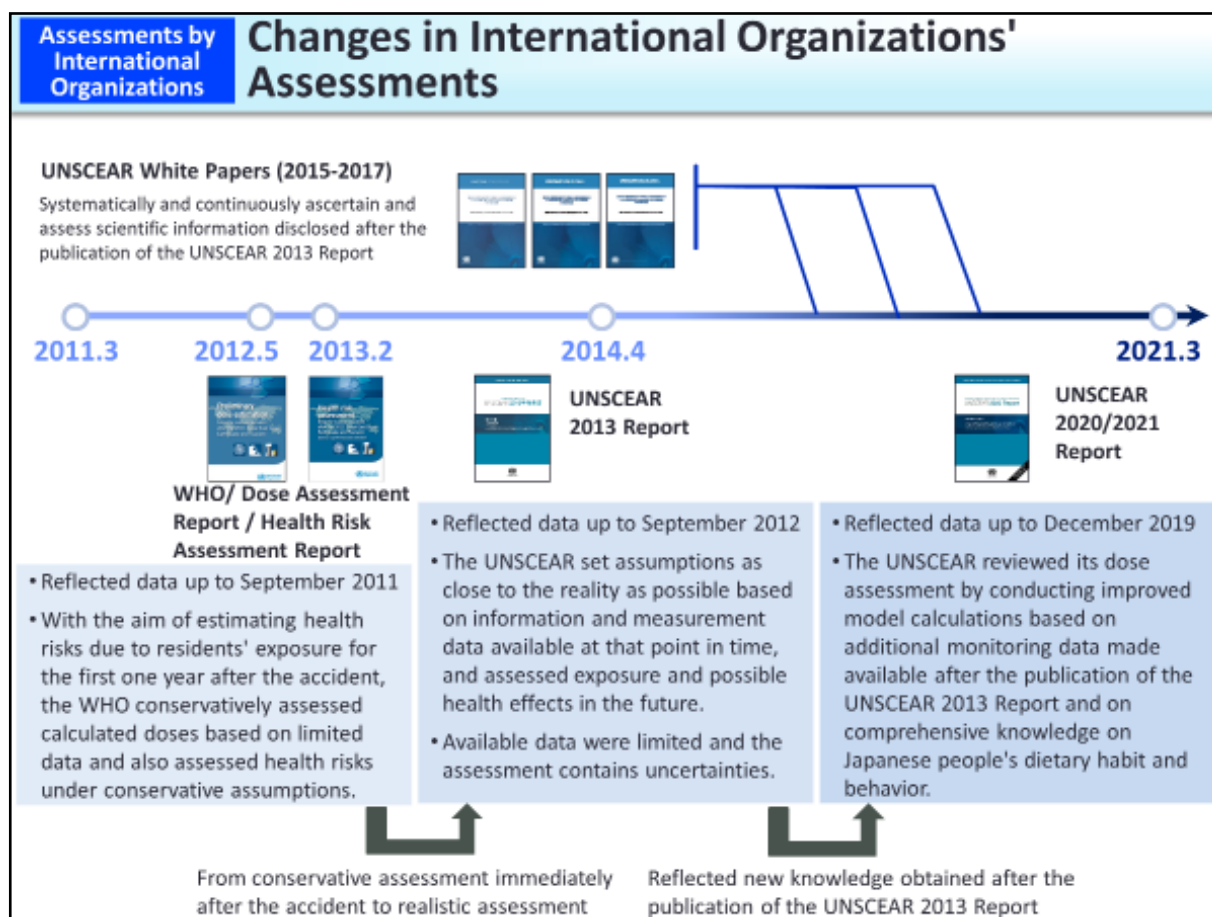 Assessments by
International
Organizations
Changes in International Organizations'
Assessments
UNSCEAR White Papers (2015-2017)
Systematically and continuously ascertain and
assess scientific information disclosed after the
publication of the UNSCEAR 2013 Report
2011.3
2012.5
2013.2
2014.4
2021.3
WHO/ Dose Assessment
Report / Health Risk
Assessment Report
UNSCEAR
2013 Report
UNSCEAR
2020/2021
Report
• Reflected data up to September 2011
• With the aim of estimating health
risks due to residents' exposure for
the first one year after the accident,
the WHO conservatively assessed
calculated doses based on limited
data and also assessed health risks
under conservative assumptions.
• Reflected data up to September 2012
• The UNSCEAR set assumptions as
close to the reality as possible based
on information and measurement
data available at that point in time,
and assessed exposure and possible
health effects in the future.
• Available data were limited and the
assessment contains uncertainties.
• Reflected data up to December 2019
• The UNSCEAR reviewed its dose
assessment by conducting improved
model calculations based on
additional monitoring data made
available after the publication of the
UNSCEAR 2013 Report and on
comprehensive knowledge on
Japanese people's dietary habit and
behavior.
From conservative assessment immediately
after the accident to realistic assessment
Reflected new knowledge obtained after the
publication of the UNSCEAR 2013 Report